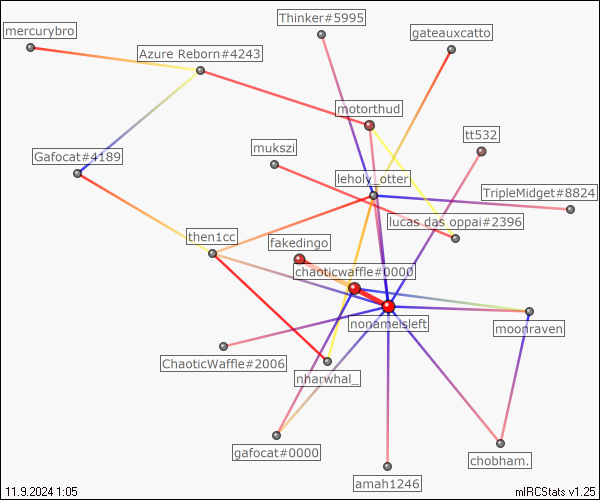 Thinker#5995
mercurybro
gateauxcatto
Azure Reborn#4243
motorthud
tt532
mukszi
Gafocat#4189
leholy_otter
TripleMidget#8824
lucas das oppai#2396
then1cc
fakedingo
chaoticwaffle#0000
nonameisleft
moonraven
ChaoticWaffle#2006
nharwhal_
gafocat#0000
chobham.
amah1246
11.9.2024 1:05
mIRCStats v1.25